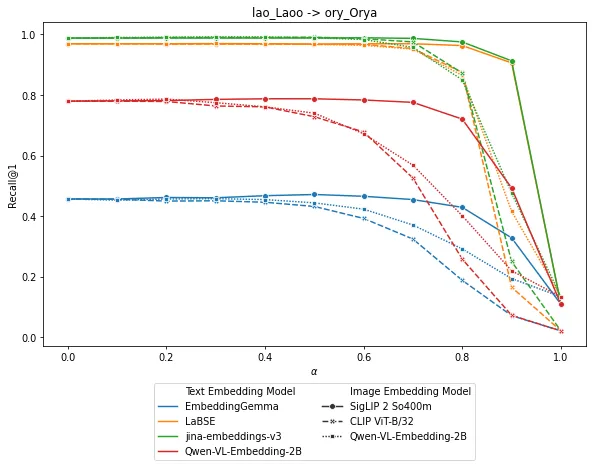 lao_Laoo -> ory_Orya
Recall@1
1.0
0.8
0.6
0.4
0.2
0.0
0.0 0.2 0.4 0.6 0.8 1.0
α
Text Embedding Model
EmbeddingGemma
LaBSE
jina-embeddings-v3
Qwen-VL-Embedding-2B
Image Embedding Model
SigLIP 2 So400m
CLIP ViT-B/32
Qwen-VL-Embedding-2B